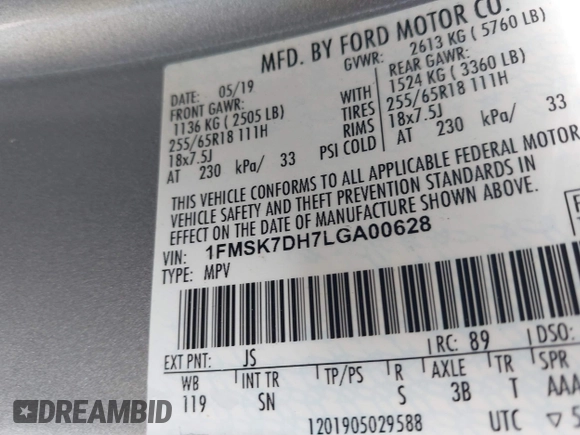 MFD. BY FORD MOTOR CO.
DATE: 05/19
GVWR: 2613 KG ( 5760 LB)
FRONT GAWR:
1136 KG ( 2505 LB)
255/65R18 111H
18x7.5J
AT 230 kPa/ 33
WITH
TIRES
RIMS
PSI COLD
REAR GAWR:
1524 KG ( 3360 LB)
255/65R18 111H
18x7.5J
AT 230 kPa/ 33
THIS VEHICLE CONFORMS TO ALL APPLICABLE FEDERAL MOTOR
VEHICLE SAFETY AND THEFT PREVENTION STANDARDS IN
EFFECT ON THE DATE OF MANUFACTURE SHOWN ABOVE.
VIN: 1FMSK7DH7LGA00628
TYPE: MPV
EXT PNT: JS
RC: 89
DSO:
WB
INT TR
TP/PS
R
AXLE
TR
SPR
119
SN
S
3B
T
AAA
1201905029588
UTC
5
DREAMBID
DREAMBID.COM